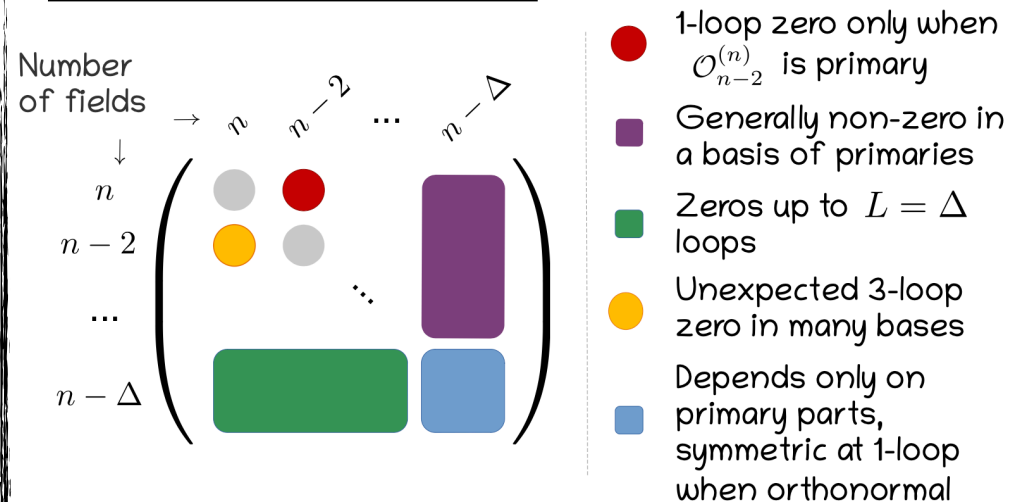 Number
of fields
→ n n − 2 ... n − Δ
↓
n
n − 2
...
n − Δ
1-loop zero only when
𝒪_{n−2}^{(n)} is primary
Generally non-zero in
a basis of primaries
Zeros up to L = Δ
loops
Unexpected 3-loop
zero in many bases
Depends only on
primary parts,
symmetric at 1-loop
when orthonormal